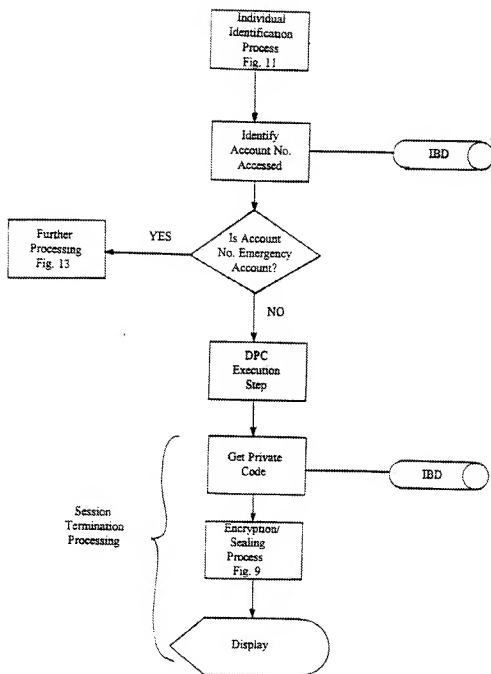 Individual
Identification
Process
Fig. 11
Identify
Account No.
Accessed
IBD
YES
Further
Processing
Fig. 13
Is Account
No. Emergency
Account?
NO
DPC
Execution
Step
Get Private
Code
IBD
Session
Termination
Processing
Encryption/
Sealing
Process
Fig. 9
Display